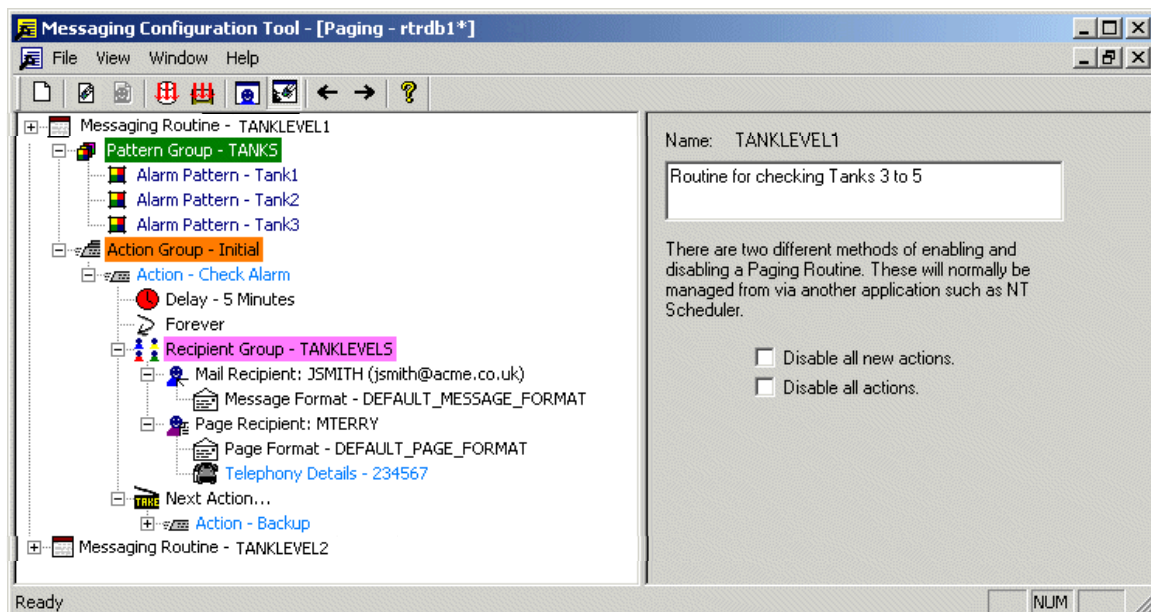 Messaging Configuration Tool - [Paging - rtrdb1*]
File View Window Help
Messaging Routine - TANKLEVEL1
Pattern Group - TANKS
Alarm Pattern - Tank1
Alarm Pattern - Tank2
Alarm Pattern - Tank3
Action Group - Initial
Action - Check Alarm
Delay - 5 Minutes
Forever
Recipient Group - TANKLEVELS
Mail Recipient: JSMITH (jsmith@acme.co.uk)
Message Format - DEFAULT_MESSAGE_FORMAT
Page Recipient: MTERRY
Page Format - DEFAULT_PAGE_FORMAT
Telephony Details - 234567
TAKE Next Action...
Action - Backup
Messaging Routine - TANKLEVEL2
Name: TANKLEVEL1
Routine for checking Tanks 3 to 5
There are two different methods of enabling and
disabling a Paging Routine. These will normally be
managed from via another application such as NT
Scheduler.
Disable all new actions.
Disable all actions.
Ready
NUM